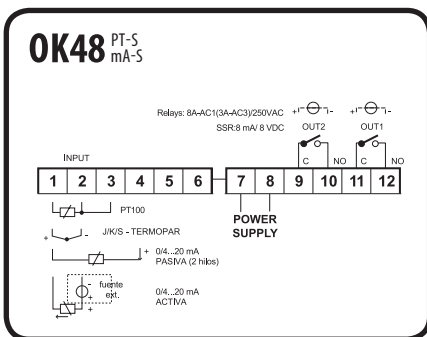 OK48 PT-S
mA-S
Relays: 8A-AC1(3A-AC3)/250VAC
SSR:8 mA/ 8 VDC
+ -
+ -
OUT2
OUT1
C NO C NO
INPUT
1 2 3 4 5 6 7 8 9 10 11 12
PT100
POWER
SUPPLY
+ - J/K/S - TERMOPAR
- + 0/4...20 mA
PASIVA (2 hilos)
- fuente
+ ext.
0/4...20 mA
ACTIVA
- +